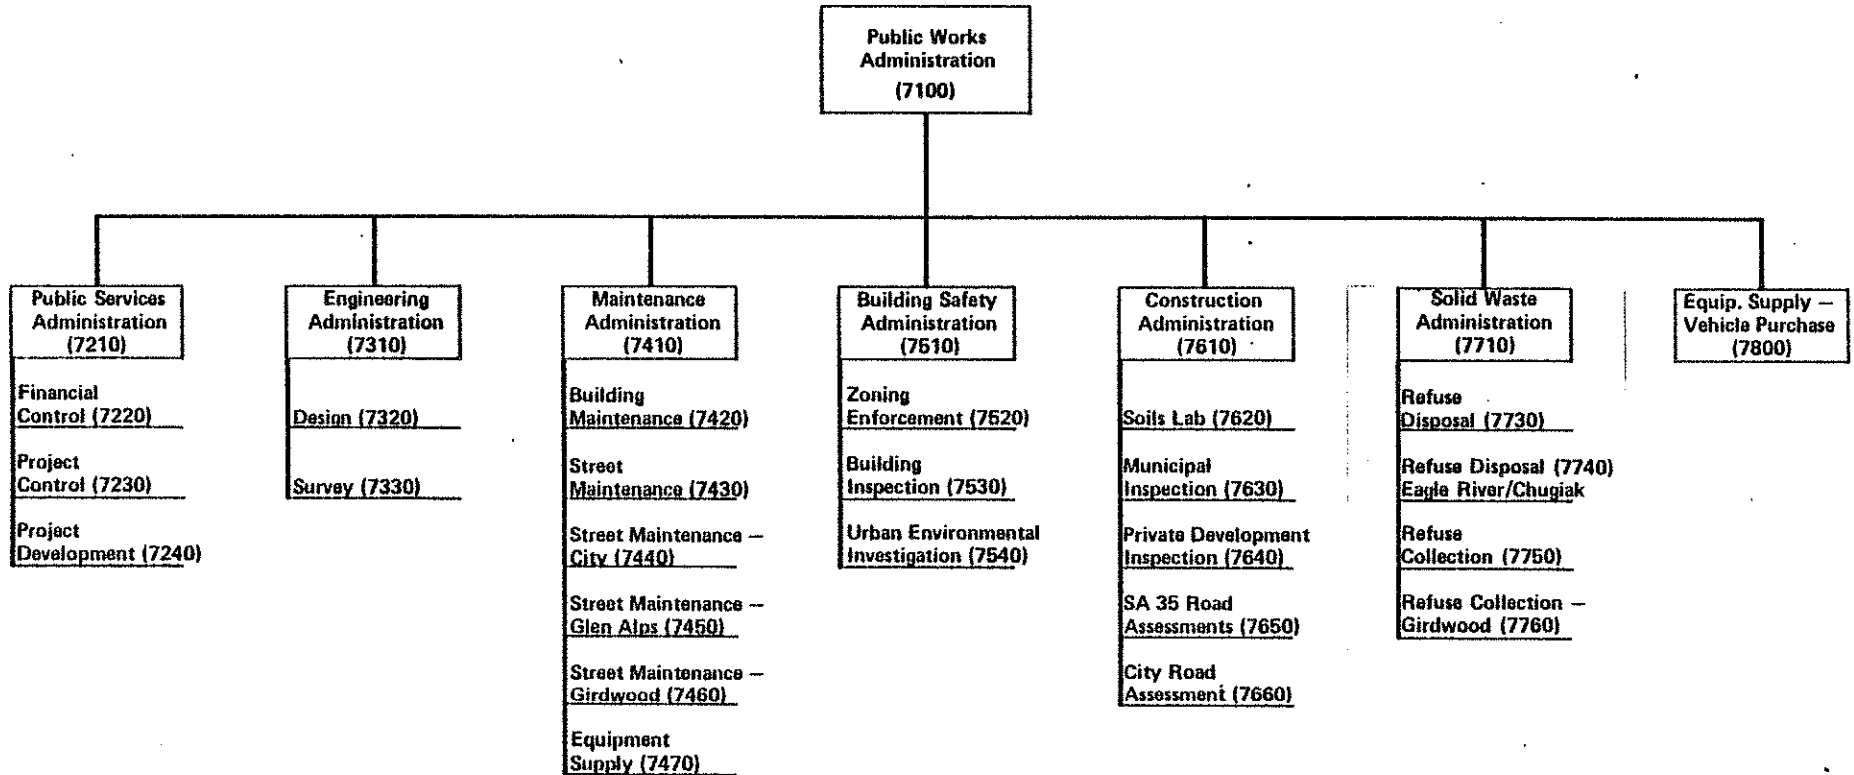 Public Works
Administration
(7100)
Public Services
Administration
(7210)
Financial
Control (7220)
Project
Control (7230)
Project
Development (7240)
Engineering
Administration
(7310)
Design (7320)
Survey (7330)
Maintenance
Administration
(7410)
Building
Maintenance (7420)
Street
Maintenance (7430)
Street Maintenance —
City (7440)
Street Maintenance —
Glen Alps (7450)
Street Maintenance —
Girdwood (7460)
Equipment
Supply (7470)
Building Safety
Administration
(7510)
Zoning
Enforcement (7520)
Building
Inspection (7530)
Urban Environmental
Investigation (7540)
Construction
Administration
(7610)
Soils Lab (7620)
Municipal
Inspection (7630)
Private Development
Inspection (7640)
SA 35 Road
Assessments (7650)
City Road
Assessment (7660)
Solid Waste
Administration
(7710)
Refuse
Disposal (7730)
Refuse Disposal (7740)
Eagle River/Chugiak
Refuse
Collection (7750)
Refuse Collection —
Girdwood (7760)
Equip. Supply —
Vehicle Purchase
(7800)